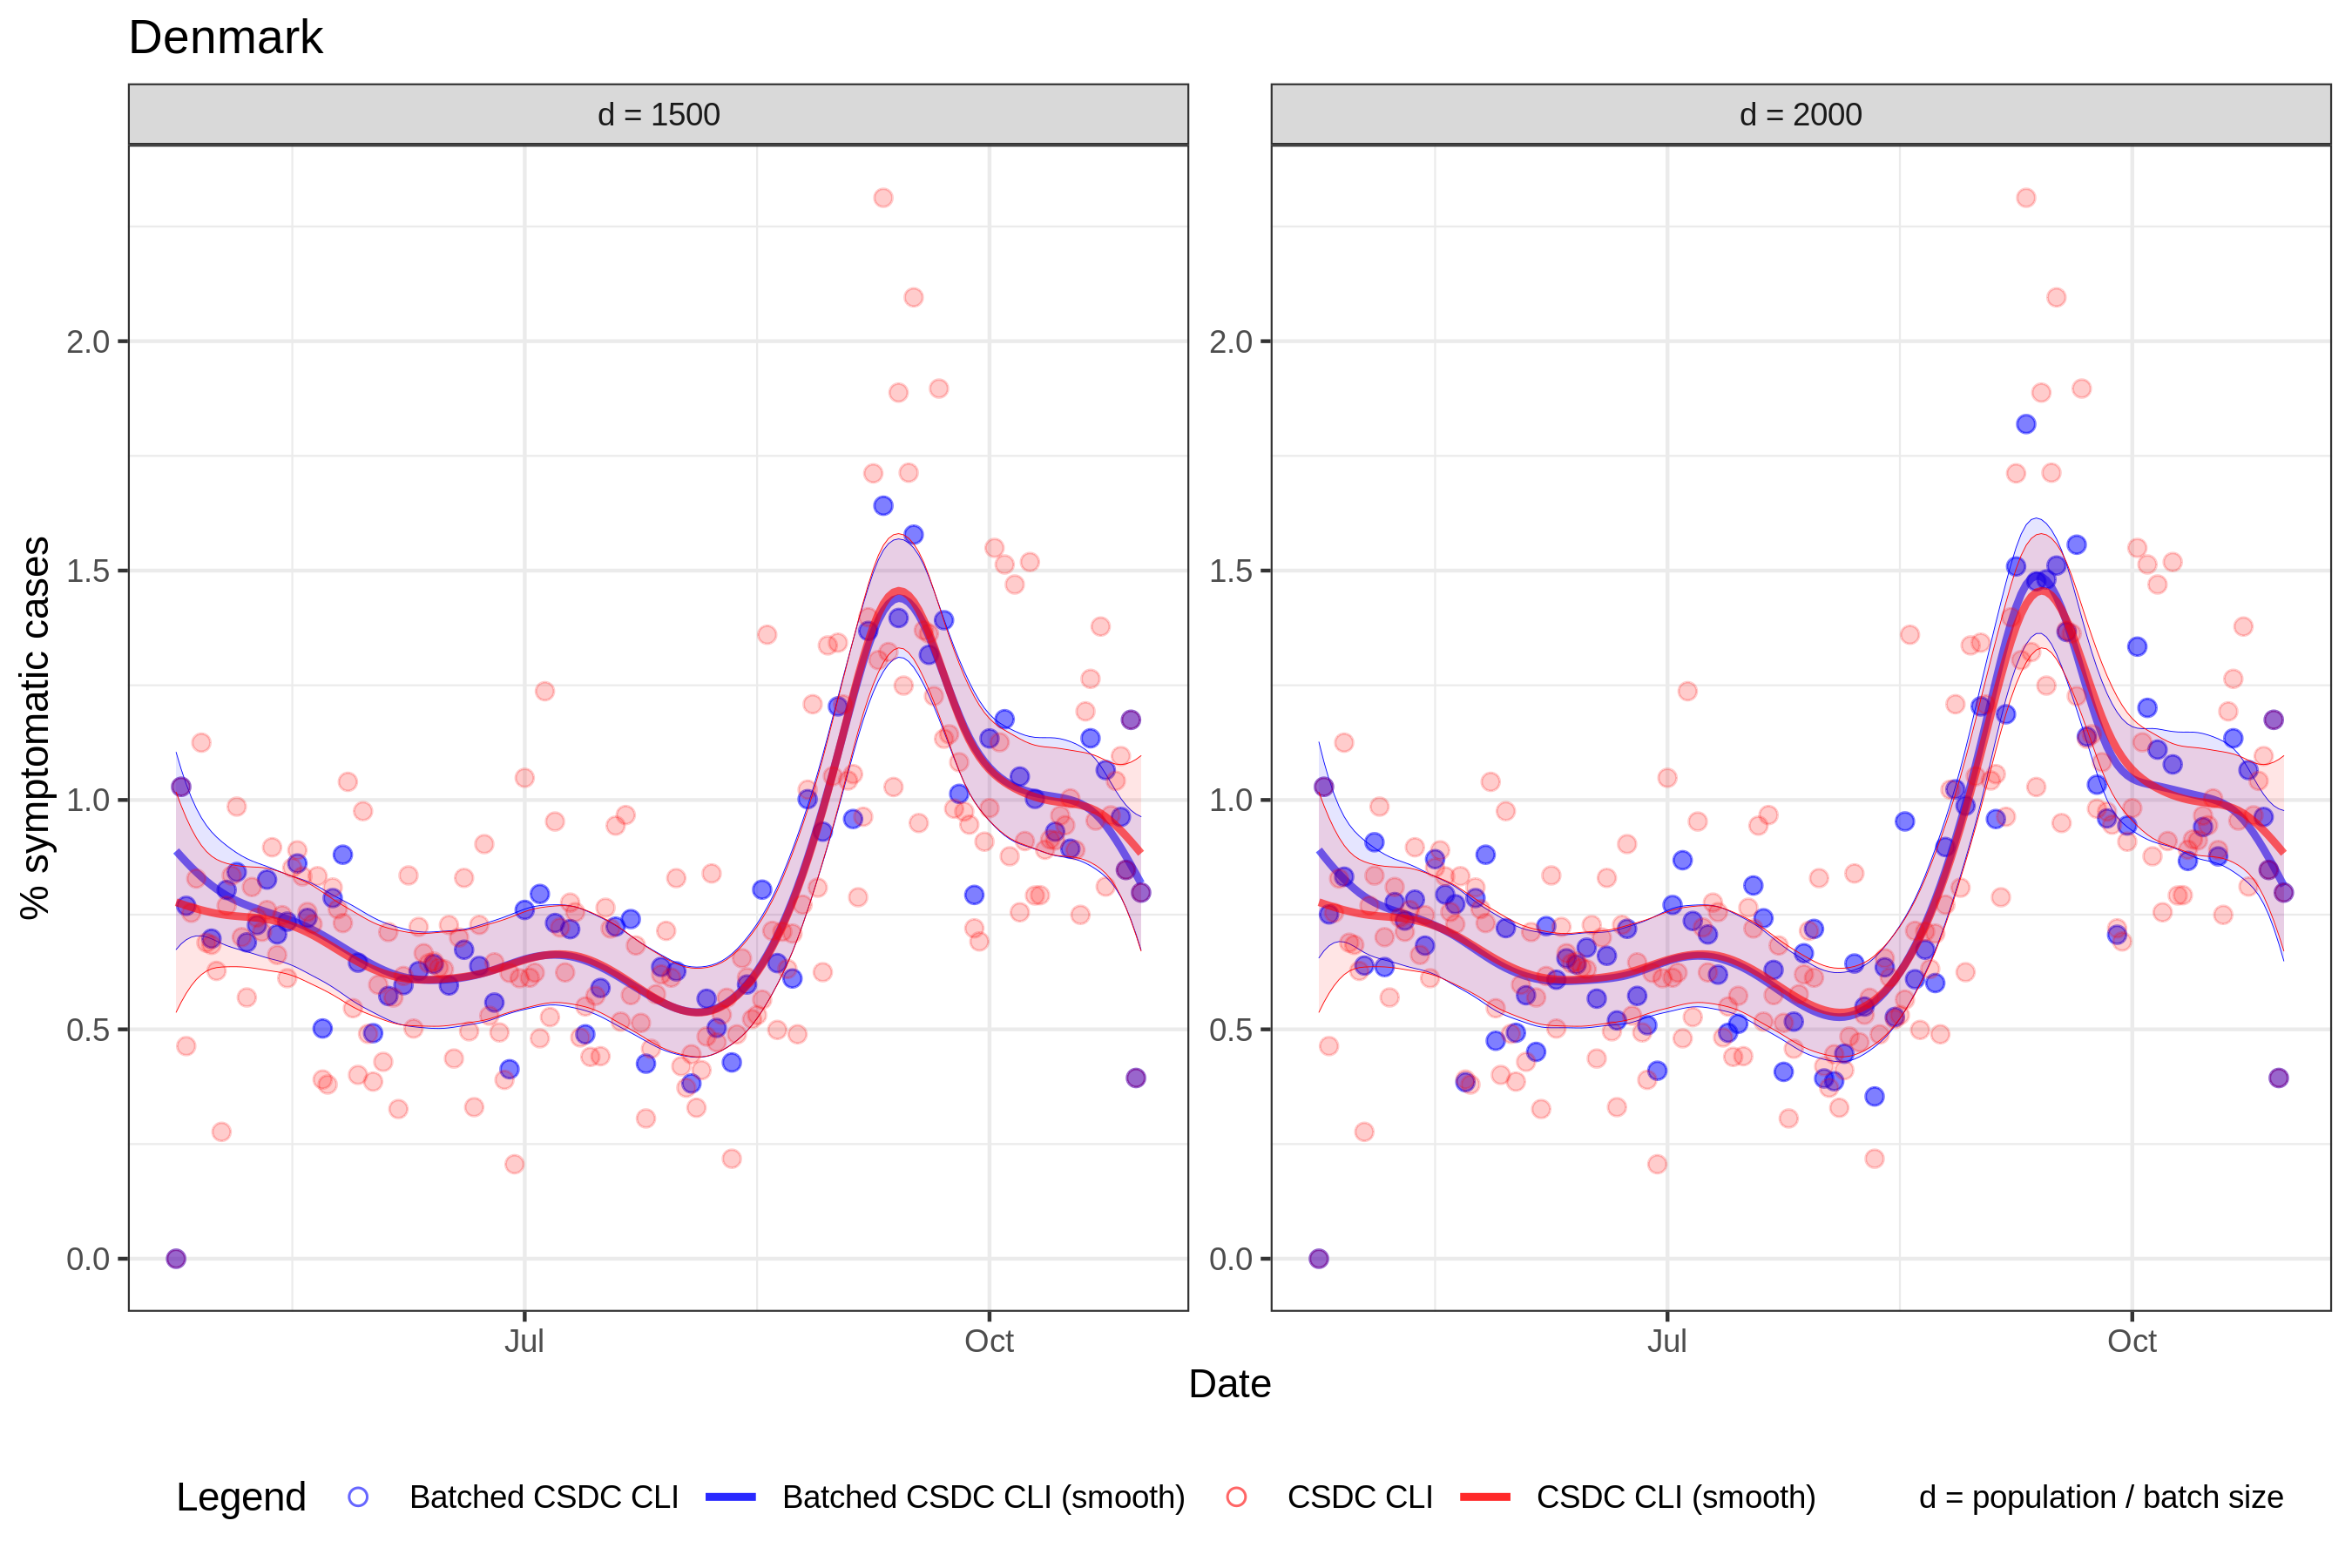 Denmark
d = 1500
d = 2000
% symptomatic cases
2.0
1.5
1.0
0.5
0.0
2.0
1.5
1.0
0.5
0.0
Jul
Oct
Jul
Oct
Date
Legend
Batched CSDC CLI
Batched CSDC CLI (smooth)
CSDC CLI
CSDC CLI (smooth)
d = population / batch size